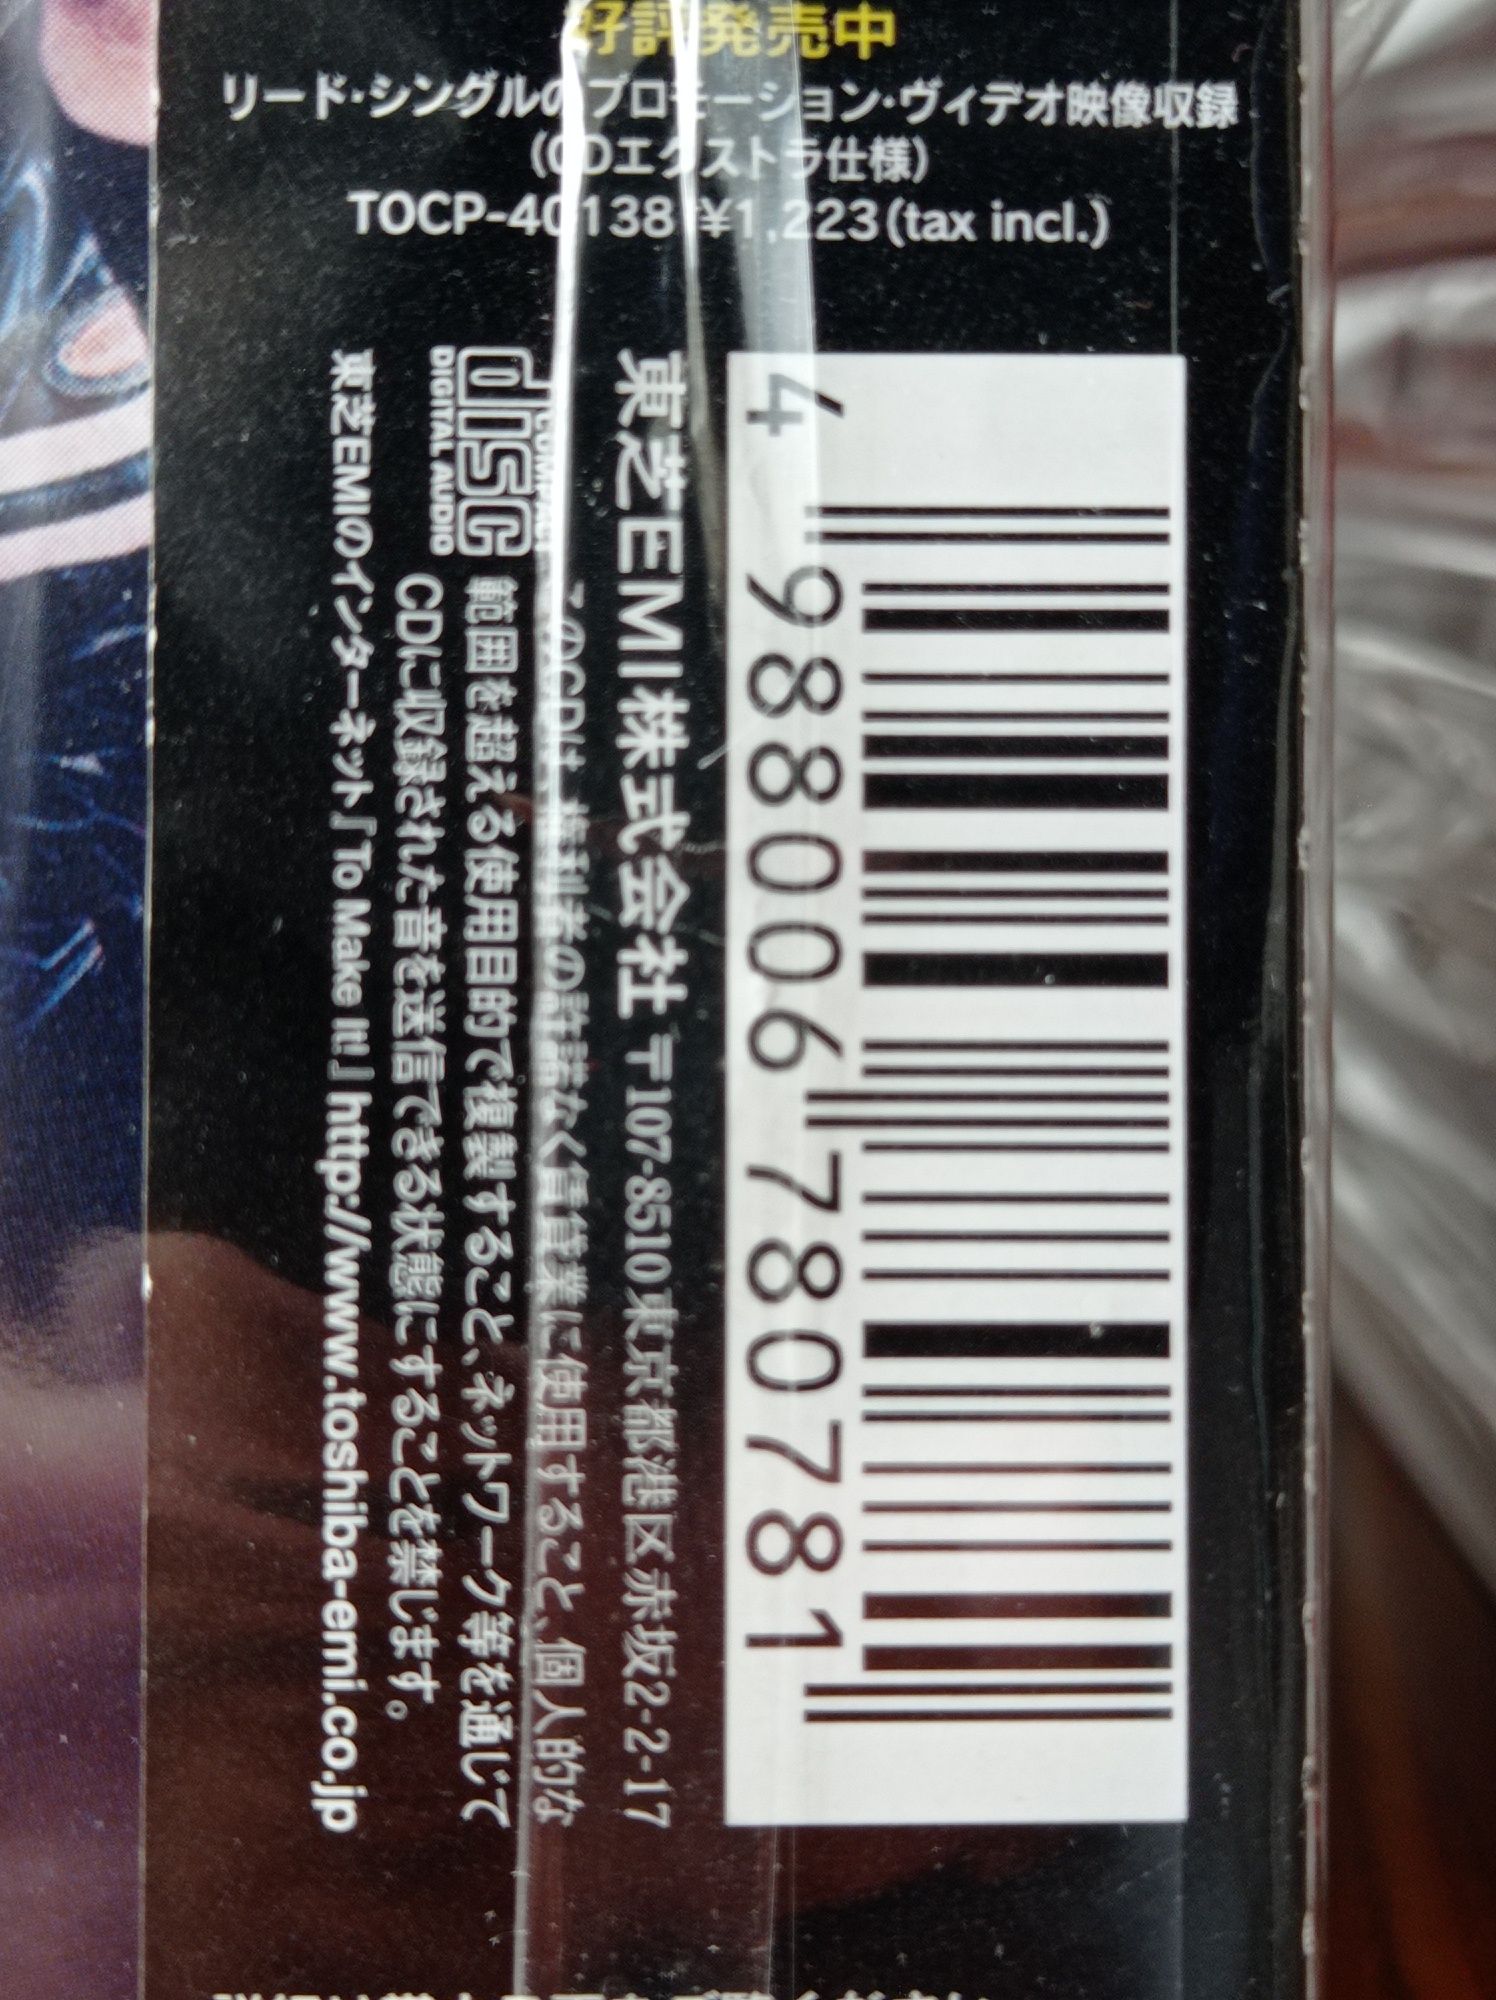 好評発売中
リード・シングルのプロモーション・ヴィデオ映像収録
(CDエクストラ仕様)
TOCP-40138 ¥1,223(tax incl.)
4 988006 780781
東芝EMI株式会社 〒107-8510 東京都港区赤坂2-2-17
COMPACT
disc
DIGITAL AUDIO
このCDは、権利者の許諾なく賃貸業に使用すること、個人的な
範囲を超える使用目的で複製すること、ネットワーク等を通じて
CDに収録された音を送信できる状態にすることを禁じます。
東芝EMIのインターネット『To Make It!』http://www.toshiba-emi.co.jp